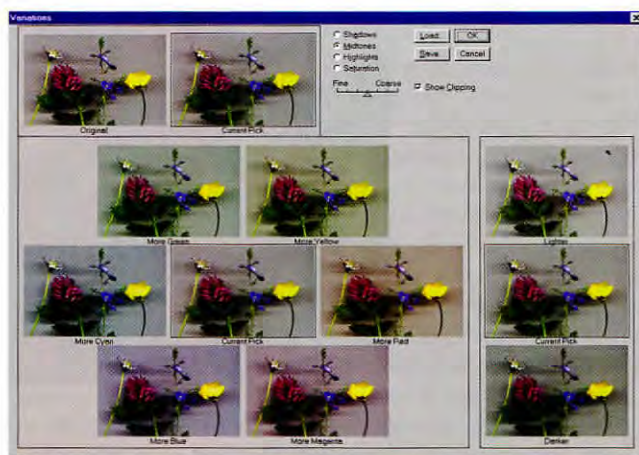 Variations
Original
Current Pick
Shadows
Midtones
Highlights
Saturation
Fine Coarse
Load
OK
Save
Cancel
Show Clipping
More Green
More Yellow
Lighter
More Cyan
Current Pick
More Red
Current Pick
More Blue
More Magenta
Darker